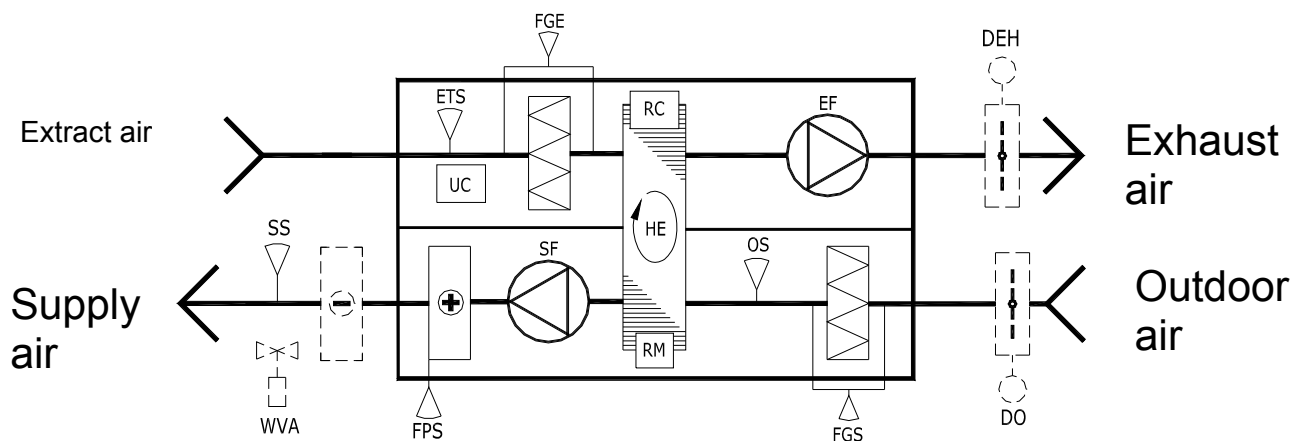 FGE
DEH
ETS
RC
EF
Extract air
Exhaust
air
UC
SS
SF
HE
OS
Supply
air
Outdoor
air
RM
WVA
FPS
FGS
DO